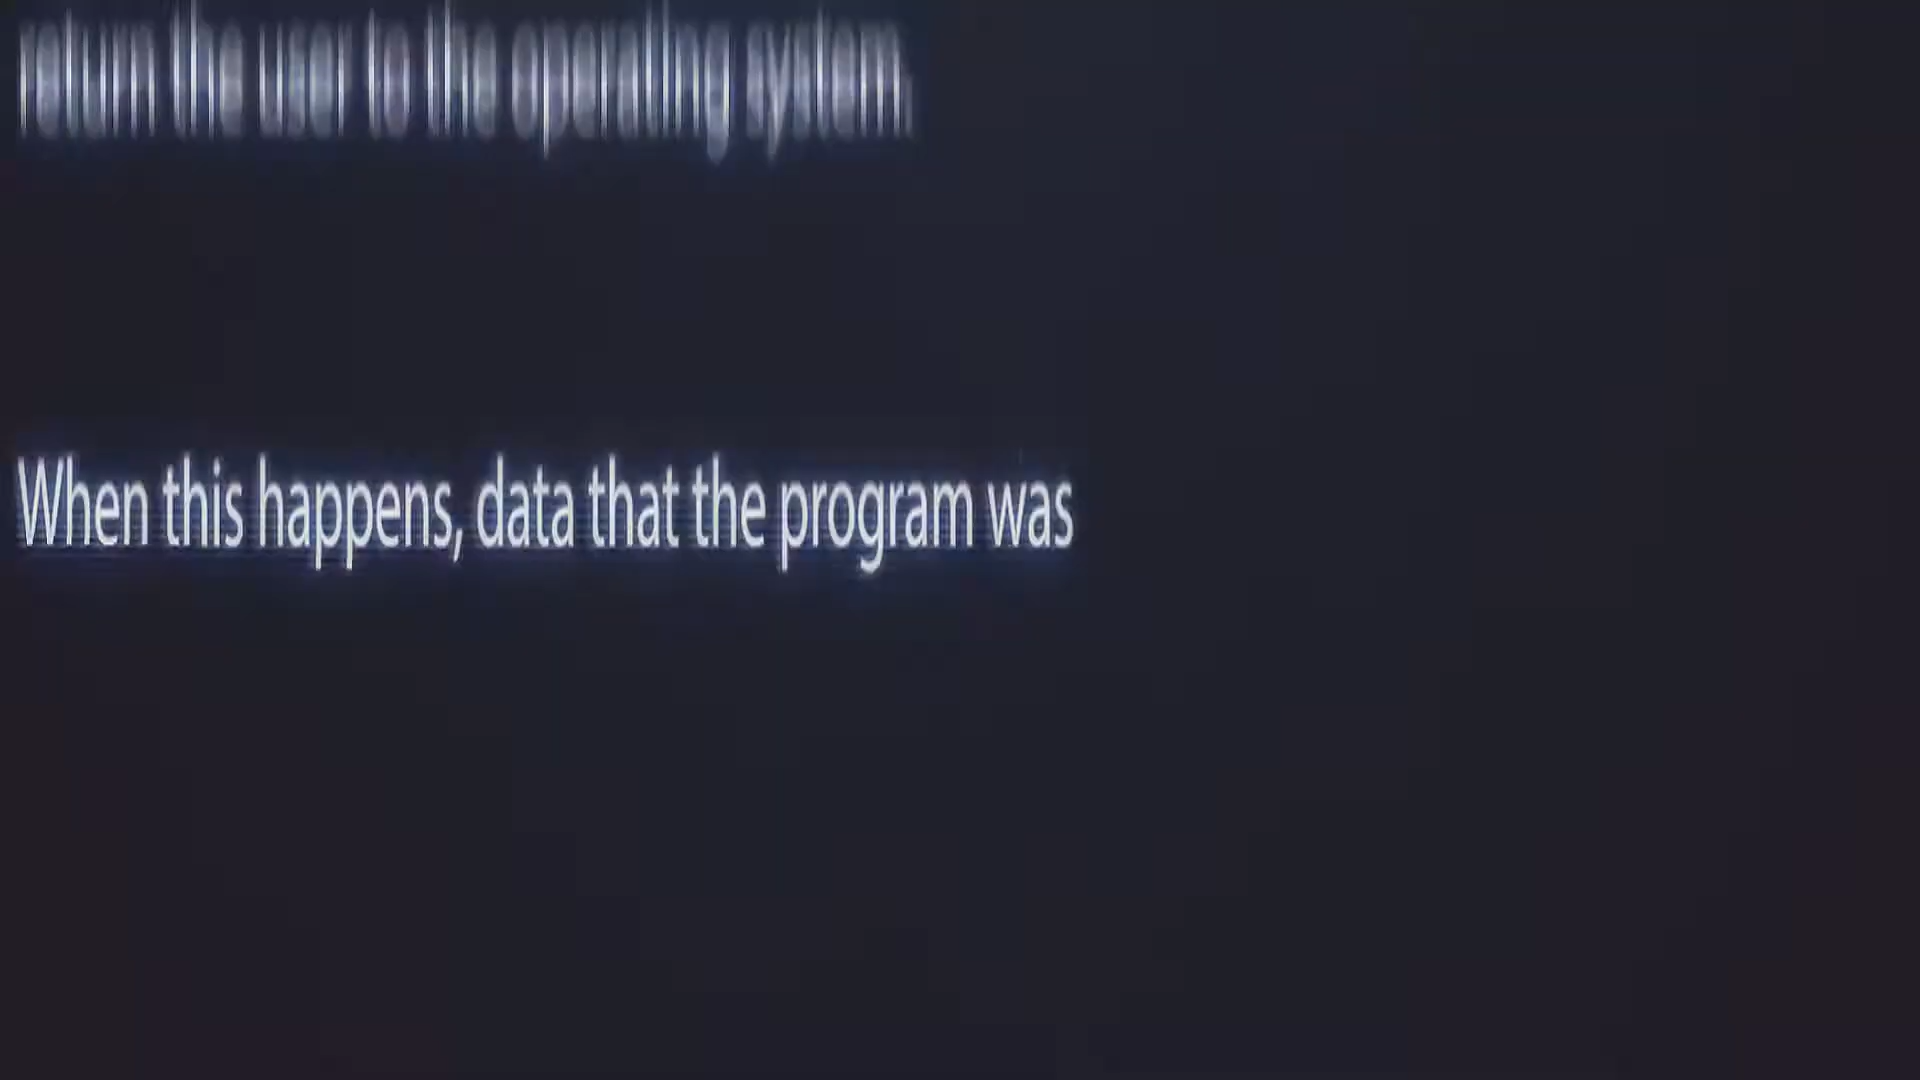 return the user to the operating system.
When this happens, data that the program was